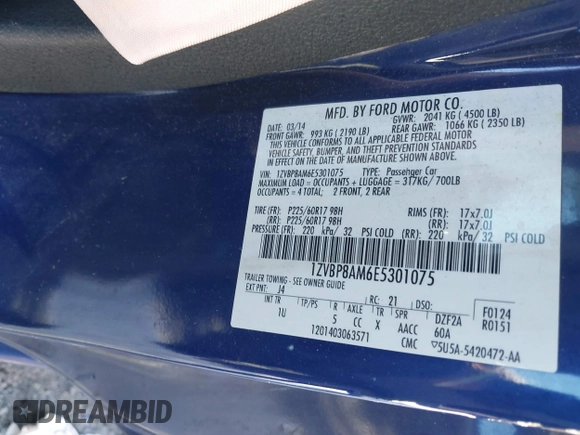 MFD. BY FORD MOTOR CO.
DATE: 03/14 GVWR: 2041 KG ( 4500 LB)
FRONT GAWR: 993 KG ( 2190 LB) REAR GAWR: 1066 KG ( 2350 LB)
THIS VEHICLE CONFORMS TO ALL APPLICABLE FEDERAL MOTOR
VEHICLE SAFETY, BUMPER, AND THEFT PREVENTION STANDARDS
IN EFFECT ON THE DATE OF MANUFACTURE SHOWN ABOVE.
VEHICLE ID: 1ZVBP8AM6E5301075 TYPE: Passenger Car
MAXIMUM LOAD = OCCUPANTS + LUGGAGE = 317KG/ 700LB
OCCUPANTS = 4 TOTAL; 2 FRONT, 2 REAR
TIRE (FR): P225/60R17 98H RIMS (FR): 17x7.0J
(RR): P225/60R17 98H (RR): 17x7.0J
PRESSURE (FR): 220 kPa/ 32 PSI COLD (RR): 220 kPa/ 32 PSI COLD
1ZVBP8AM6E5301075
TRAILER TOWING - SEE OWNER GUIDE
EXT PNT: J4 RC: 21 DSO: F0124
INT TR TP/PS R AXLE TR SPR DZF2A R0151
1U 5 CC X AACC 60A
1201403063571 CMC ▽5U5A-5420472-AA
DREAMBID